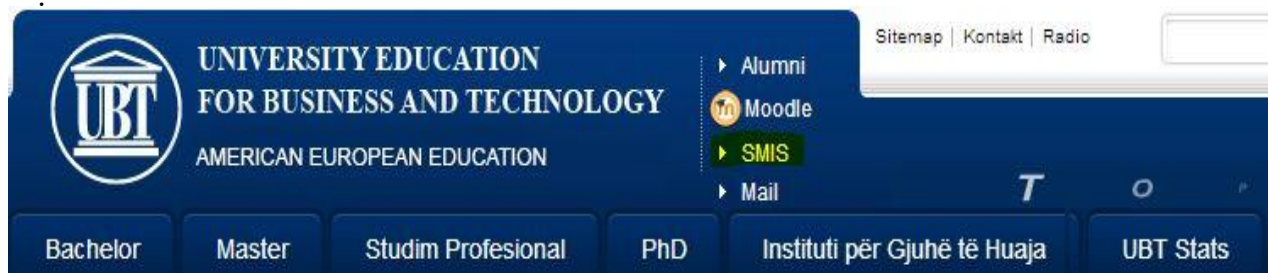 Sitemap | Kontakt | Radio
UBT
UNIVERSITY EDUCATION
FOR BUSINESS AND TECHNOLOGY
AMERICAN EUROPEAN EDUCATION
Alumni
Moodle
SMIS
Mail
T O P
Bachelor Master Studim Profesional PhD Instituti për Gjuhë të Huaja UBT Stats